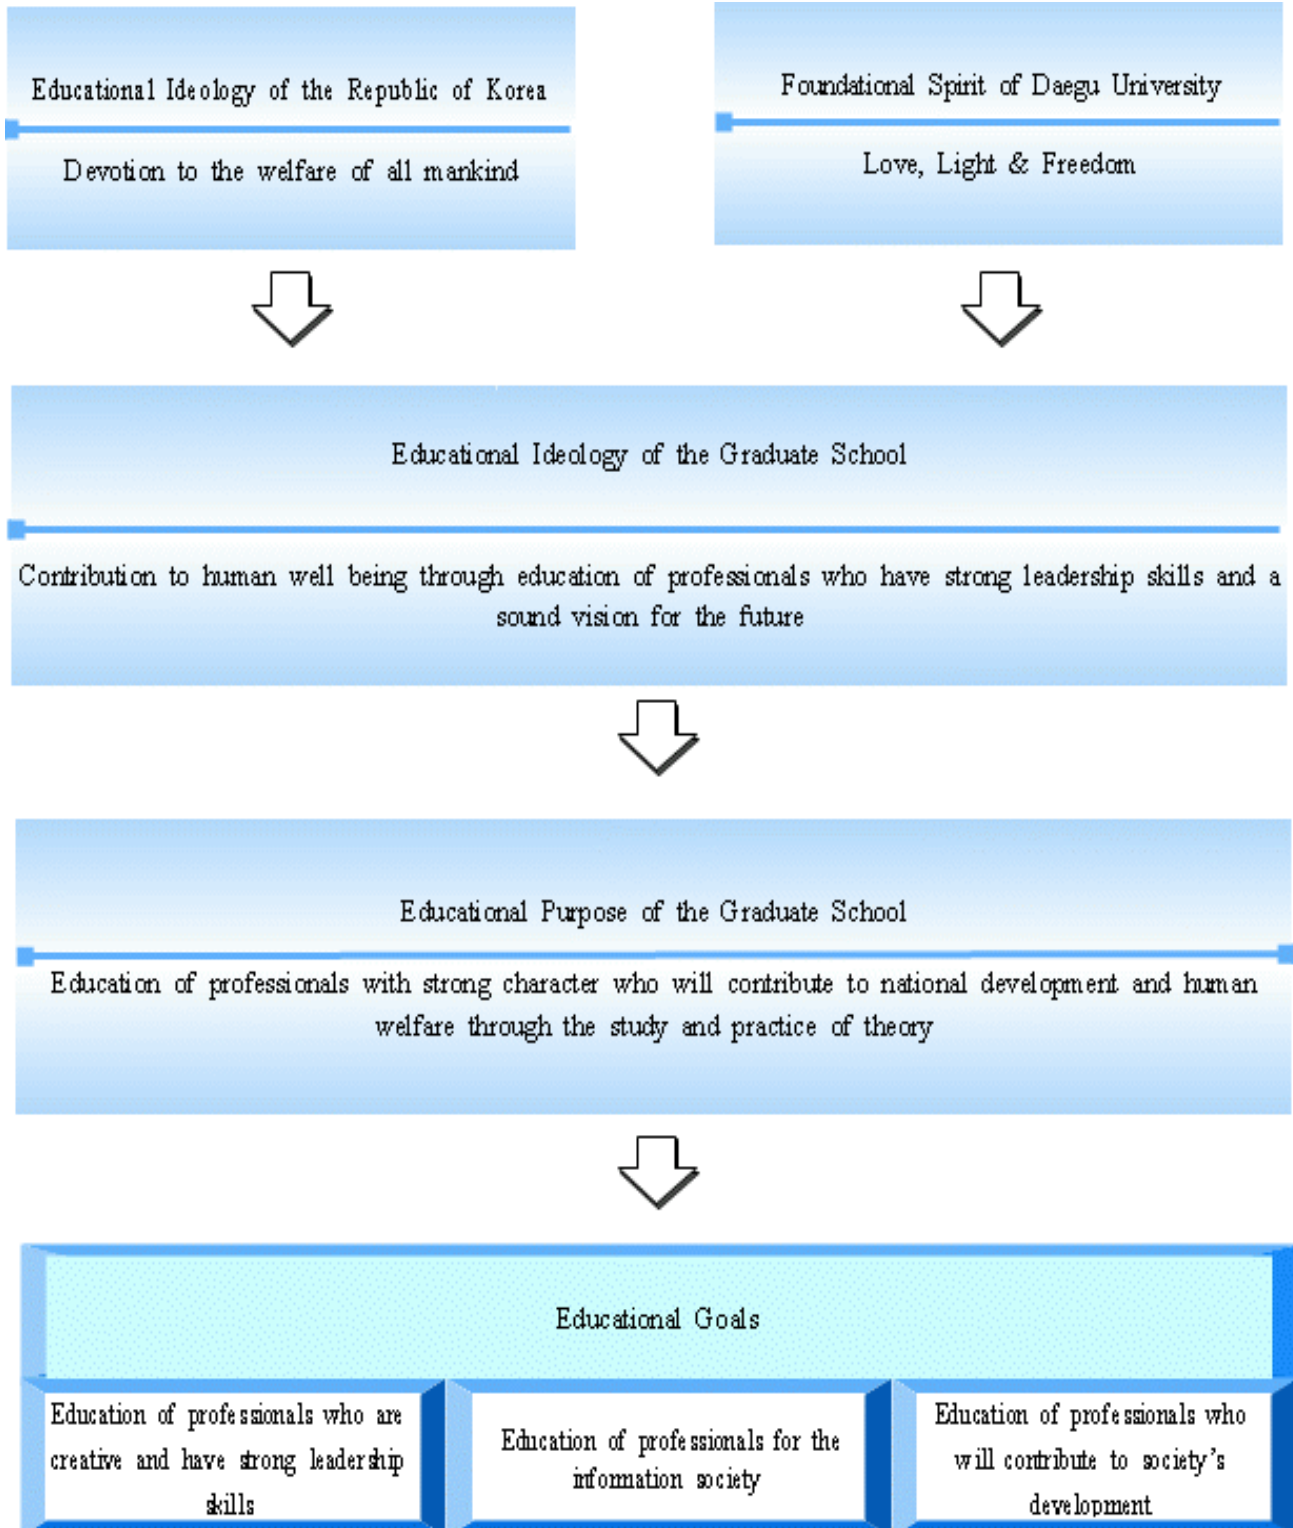 Educational Ideology of the Republic of Korea
Devotion to the welfare of all mankind
Foundational Spirit of Daegu University
Love, Light & Freedom
Educational Ideology of the Graduate School
Contribution to human well being through education of professionals who have strong leadership skills and a
sound vision for the future
Educational Purpose of the Graduate School
Education of professionals with strong character who will contribute to national development and human
welfare through the study and practice of theory
Educational Goals
Education of professionals who are
creative and have strong leadership
skills
Education of professionals for the
information society
Education of professionals who
will contribute to society's
development